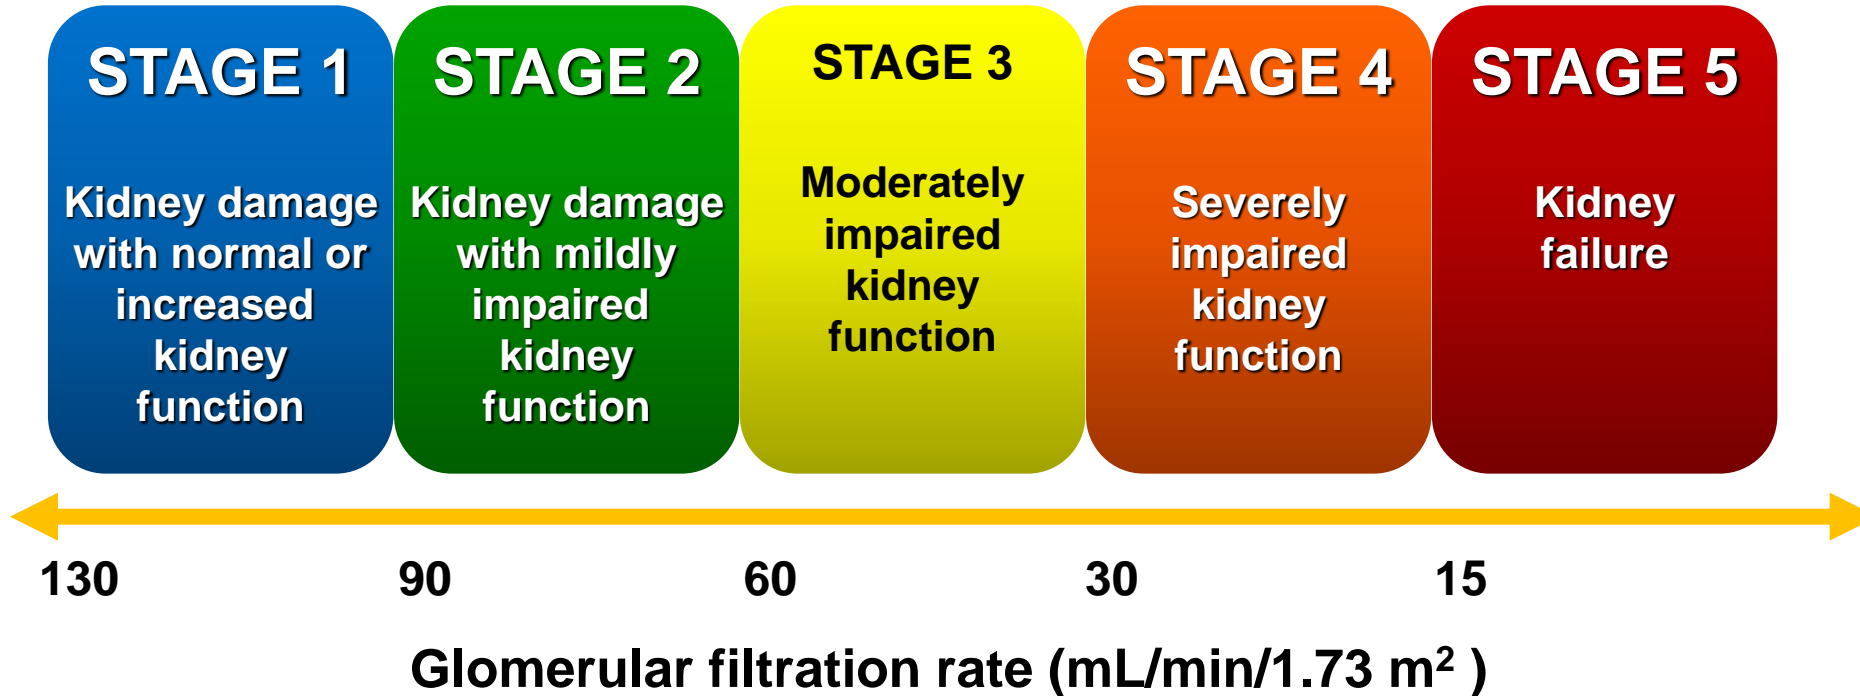 STAGE 1
Kidney damage
with normal or
increased
kidney
function
STAGE 2
Kidney damage
with mildly
impaired
kidney
function
STAGE 3
Moderately
impaired
kidney
function
STAGE 4
Severely
impaired
kidney
function
STAGE 5
Kidney
failure
130 90 60 30 15
Glomerular filtration rate (mL/min/1.73 m² )